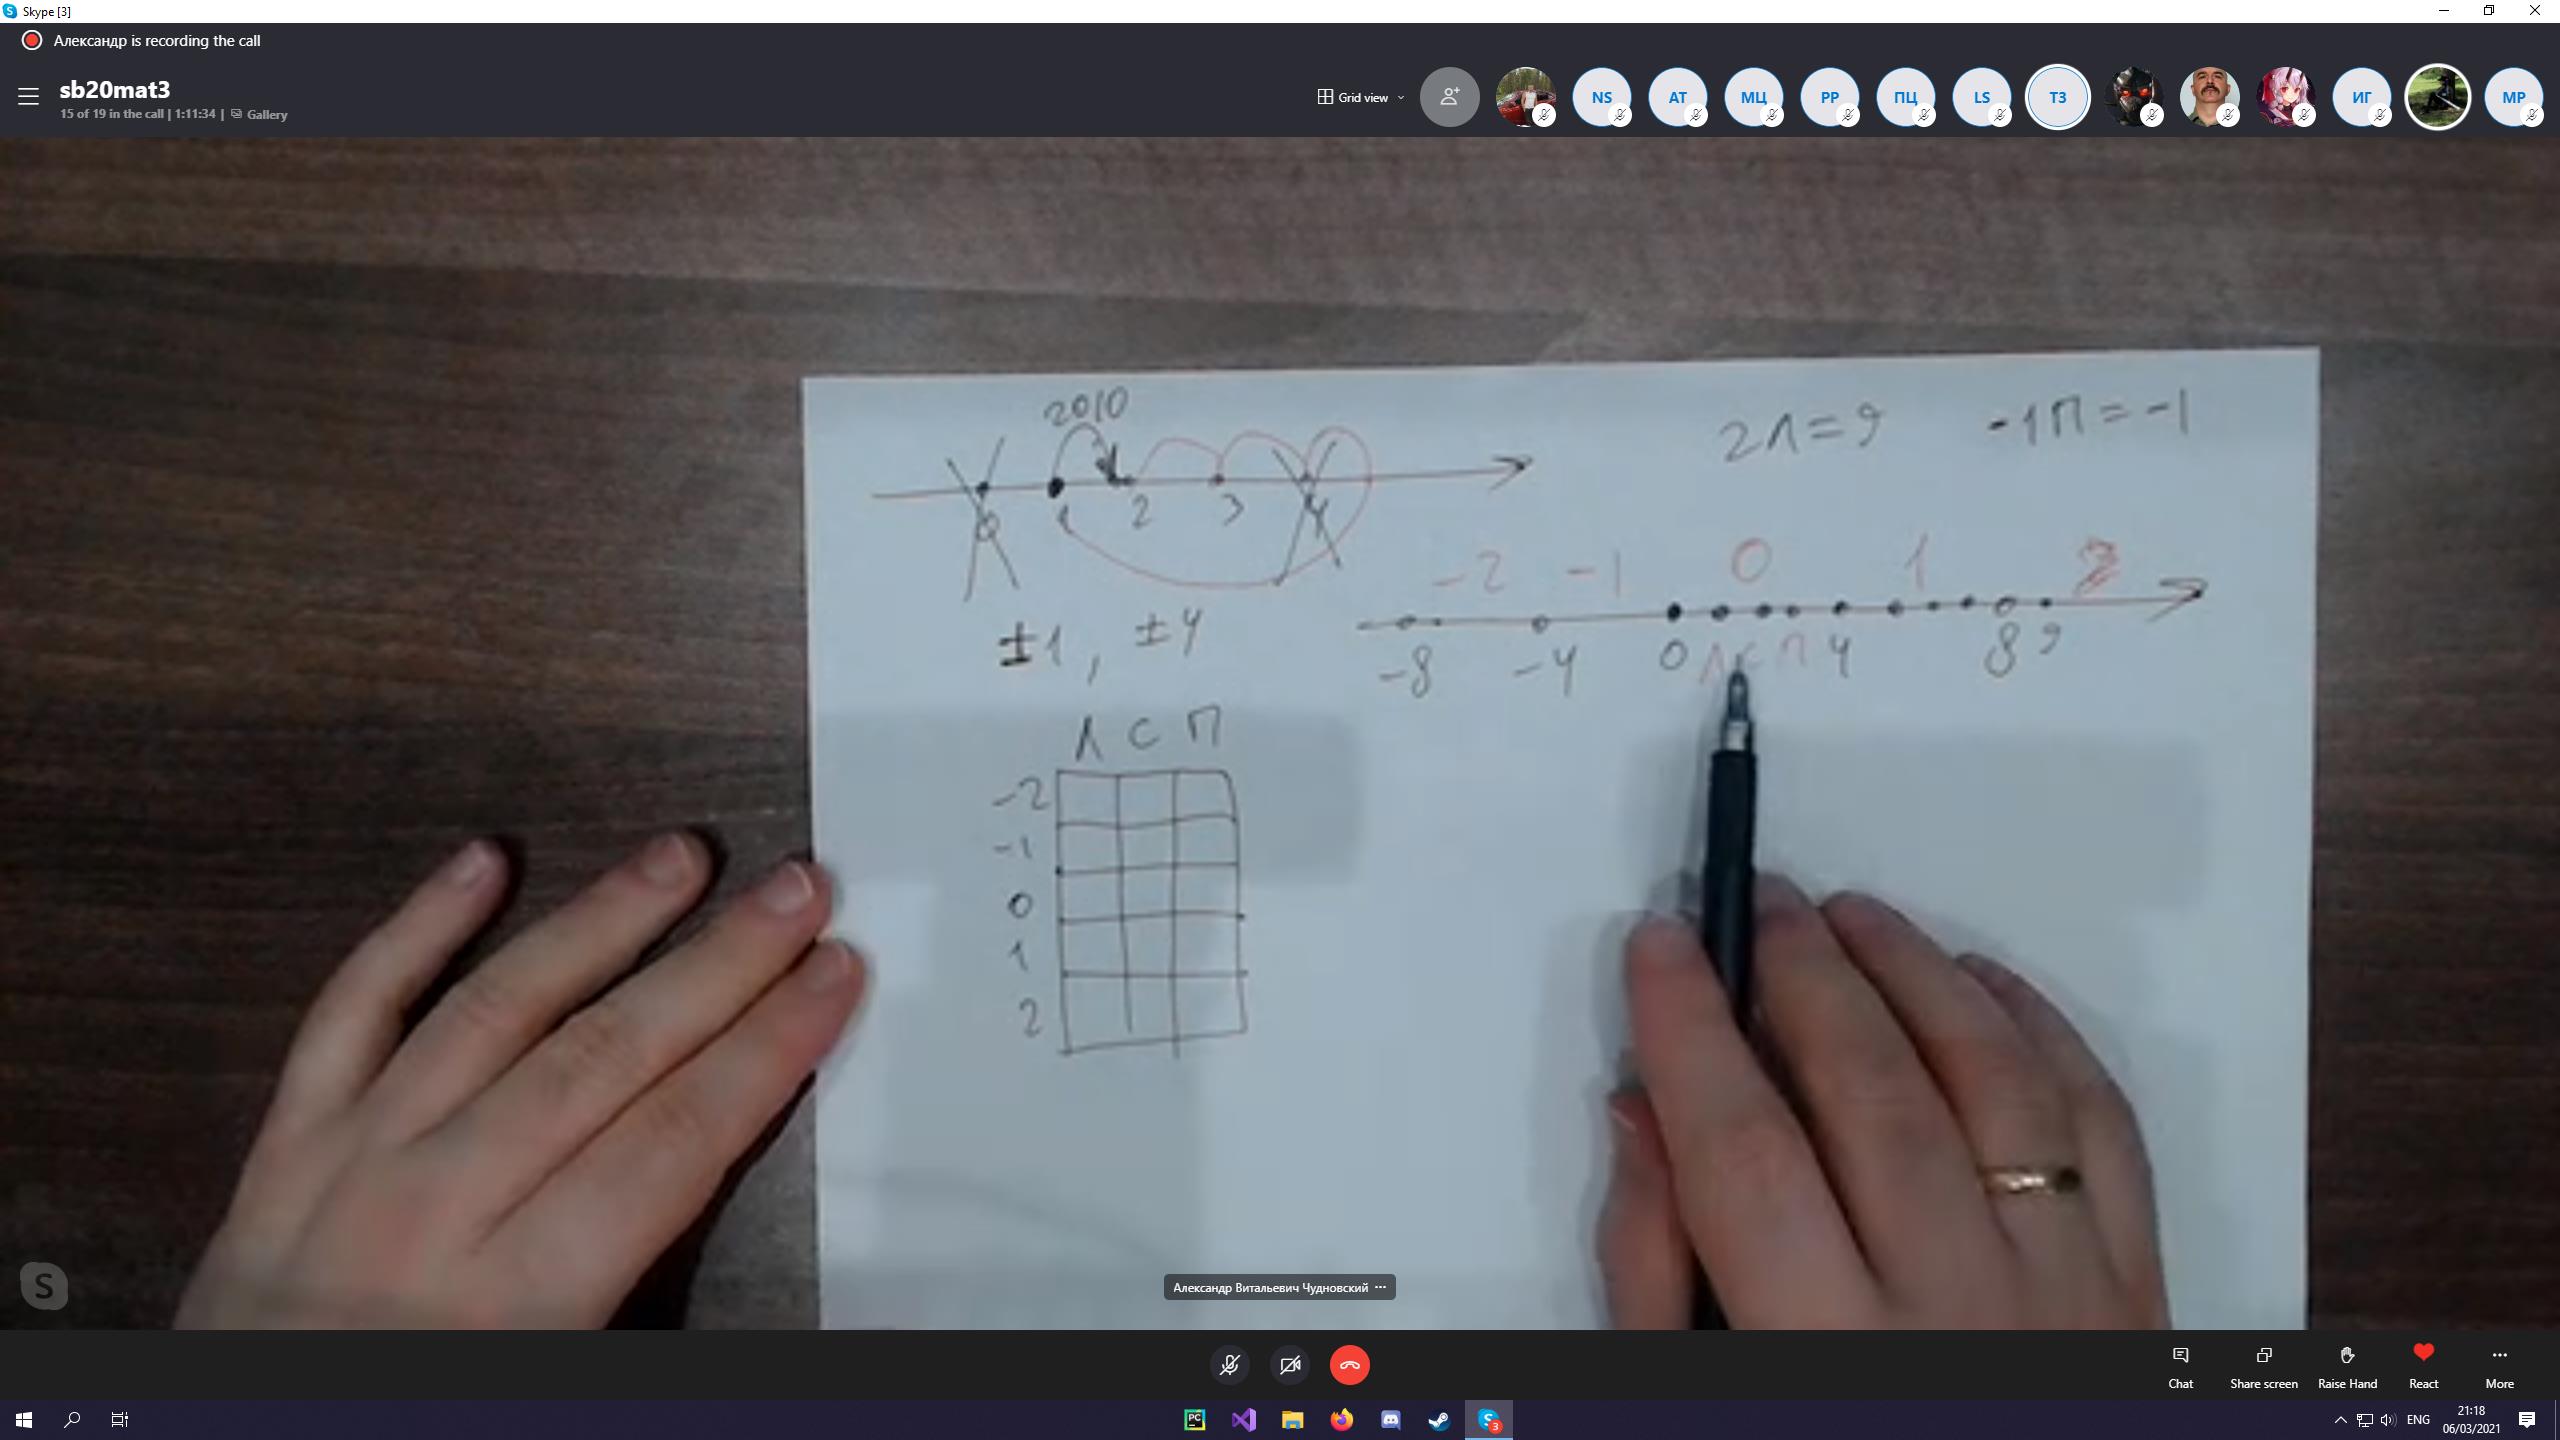 Skype [3]
Александр is recording the call
sb20mat3
15 of 19 in the call | 1:11:34 | Gallery
Grid view
NS
AT
МЦ
PP
ПЦ
LS
ТЗ
ИГ
MP
2010
2Л=9 -1П=-1
0 1 2 3 4
-2 -1 0 1 2
-8 -4 0 Л С П 4 8 9
±1, ±4
Л С П
-2
-1
0
1
2
Александр Витальевич Чудновский
Chat
Share screen
Raise Hand
React
More
PC
3
ENG
21:18
06/03/2021